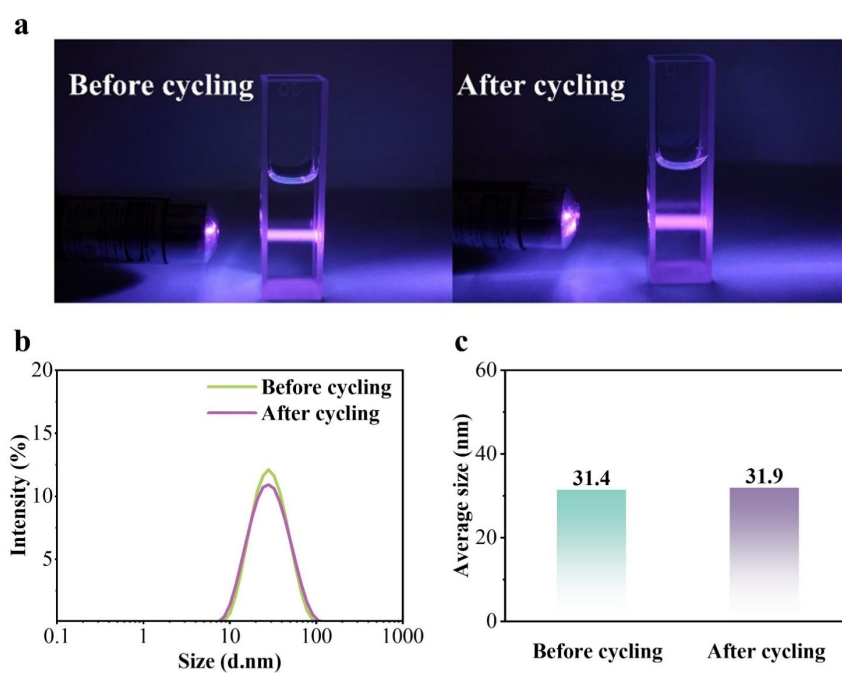 a
Before cycling
After cycling
b
20
15
10
5
0.1
1
10
100
1000
Intensity (%)
Size (d.nm)
Before cycling
After cycling
c
60
40
20
0
Average size (nm)
31.4
31.9
Before cycling
After cycling